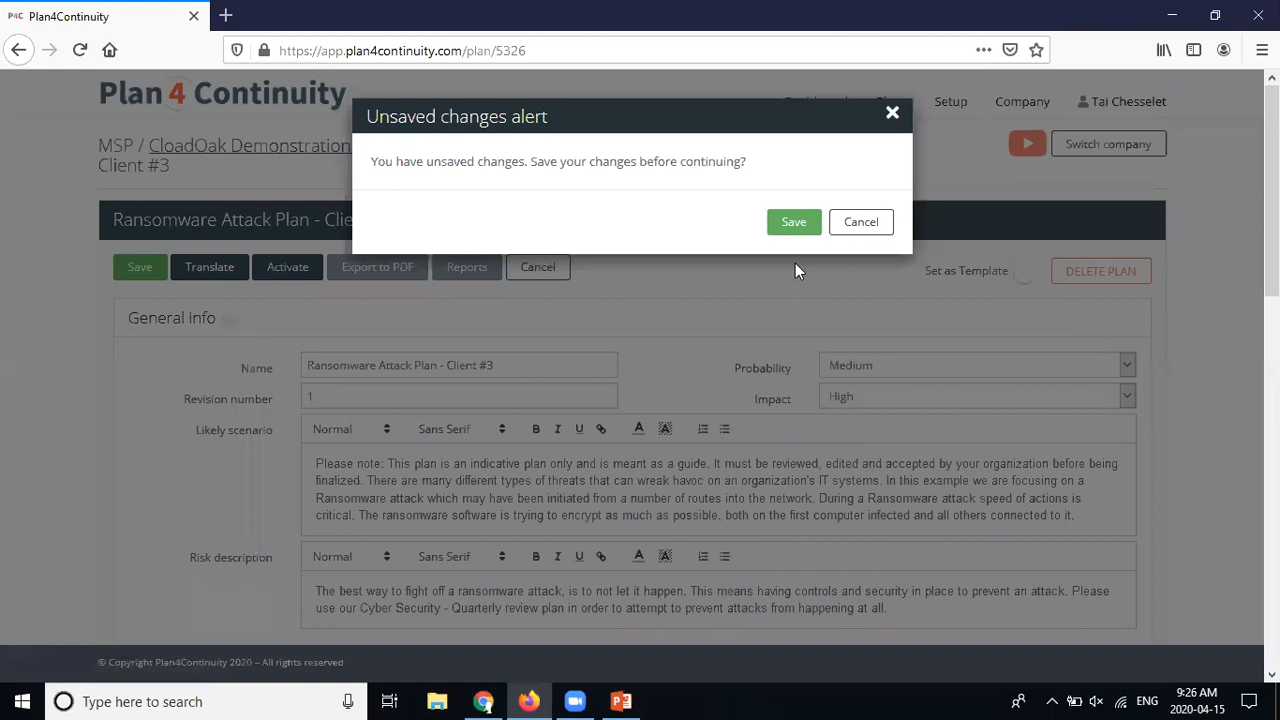 P4C Plan4Continuity
https://app.plan4continuity.com/plan/5326
Plan 4 Continuity
Setup
Company
Tai Chesselet
MSP / CloadOak Demonstration
Client #3
Switch company
Unsaved changes alert
You have unsaved changes. Save your changes before continuing?
Save
Cancel
Ransomware Attack Plan - Clie
Save
Translate
Activate
Export to PDF
Reports
Cancel
Set as Template
DELETE PLAN
General info
Name
Ransomware Attack Plan - Client #3
Probability
Medium
Revision number
1
Impact
High
Likely scenario
Normal
Sans Serif
B I U A A
Please note: This plan is an indicative plan only and is meant as a guide. It must be reviewed, edited and accepted by your organization before being
finalized. There are many different types of threats that can wreak havoc on an organization's IT systems. In this example we are focusing on a
Ransomware attack which may have been initiated from a number of routes into the network. During a Ransomware attack speed of actions is
critical. The ransomware software is trying to encrypt as much as possible, both on the first computer infected and all others connected to it.
Risk description
Normal
Sans Serif
B I U A A
The best way to fight off a ransomware attack, is to not let it happen. This means having controls and security in place to prevent an attack. Please
use our Cyber Security - Quarterly review plan in order to attempt to prevent attacks from happening at all.
© Copyright Plan4Continuity 2020 – All rights reserved
Type here to search
ENG
9:26 AM
2020-04-15